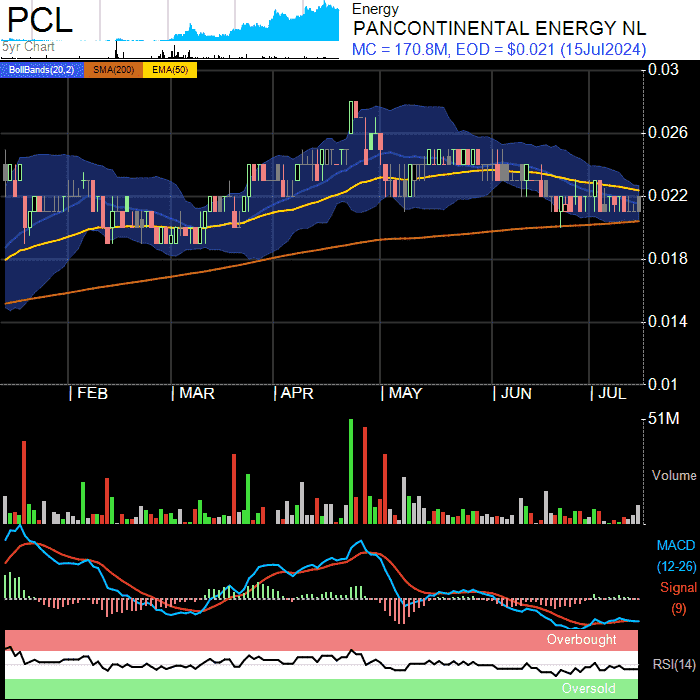 PCL
5yr Chart
Energy
PANCONTINENTAL ENERGY NL
MC = 170.8M, EOD = $0.021 (15Jul2024)
BollBands(20,2) SMA(200) EMA(50)
0.03
0.026
0.022
0.018
0.014
0.01
FEB MAR APR MAY JUN JUL
51M
Volume
MACD
(12-26)
Signal
(9)
Overbought
RSI(14)
Oversold